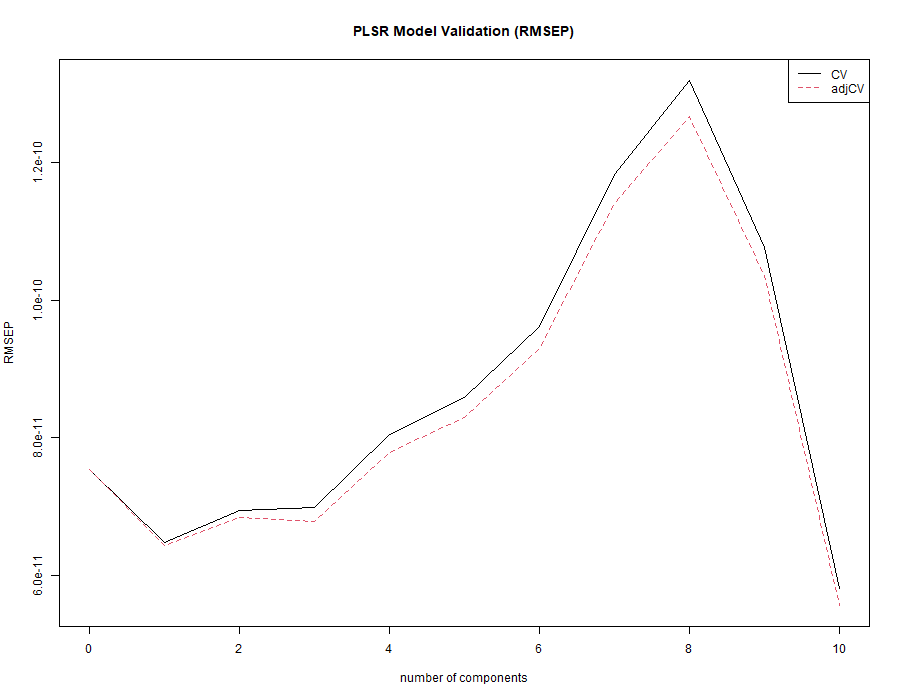 PLSR Model Validation (RMSEP)
CV
adjCV
1.2e-10
1.0e-10
8.0e-11
6.0e-11
RMSEP
0 2 4 6 8 10
number of components